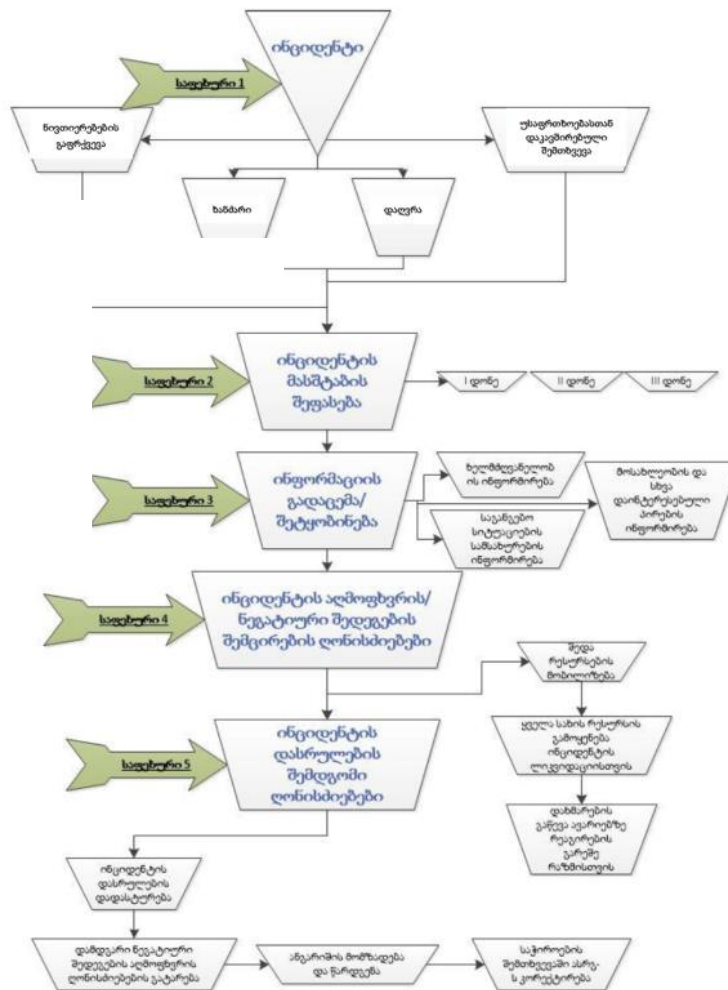 ინციდენტი
საფეხური 1
ნივთიერებების
გაფრქვევა
უსაფრთხოებასთან
დაკავშირებული
შემთხვევა
ხანძარი
დაღვრა
საფეხური 2
ინციდენტის
მასშტაბის
შეფასება
I დონე
II დონე
III დონე
საფეხური 3
ინფორმაციის
გადაცემა/
შეტყობინება
ხელმძღვანელობ
ის ინფორმირება
საგანგებო
სიტუაციების
სამსახურების
ინფორმირება
მოსახლეობის და
სხვა
დაინტერესებული
პირების
ინფორმირება
საფეხური 4
ინციდენტის აღმოფხვრის/
ნეგატიური შედეგების
შემცირების ღონისძიებები
შედა
რესურსების
მობილიზება
საფეხური 5
ინციდენტის
დასრულების
შემდგომი
ღონისძიებები
ყველა სახის რესურსის
გამოყენება
ინციდენტის
ლიკვიდაციისთვის
დახმარების
გაწევა ავარიებზე
რეაგირების
გარეშე
რაზმისთვის
ინციდენტის
დასრულების
დადასტურება
დამდგარი ნეგატიური
შედეგების აღმოფხვრის
ღონისძიებების გატარება
ანგარიშის მომზადება
და წარდგენა
საჭიროების
შემთხვევაში ასრგ-
ს კორექტირება